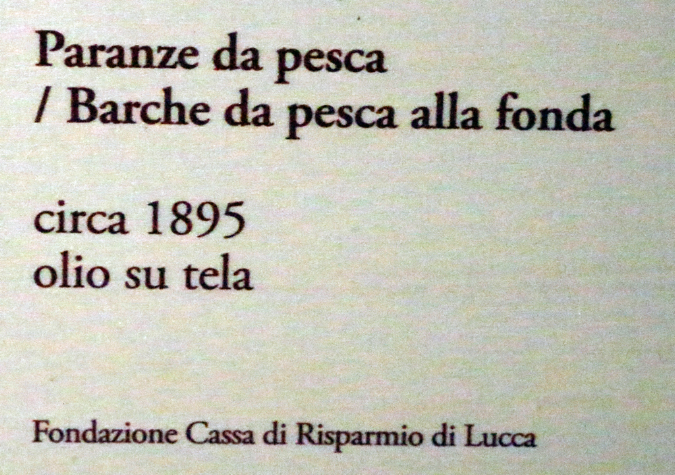 Paranze da pesca
/ Barche da pesca alla fonda
circa 1895
olio su tela
Fondazione Cassa di Risparmio di Lucca